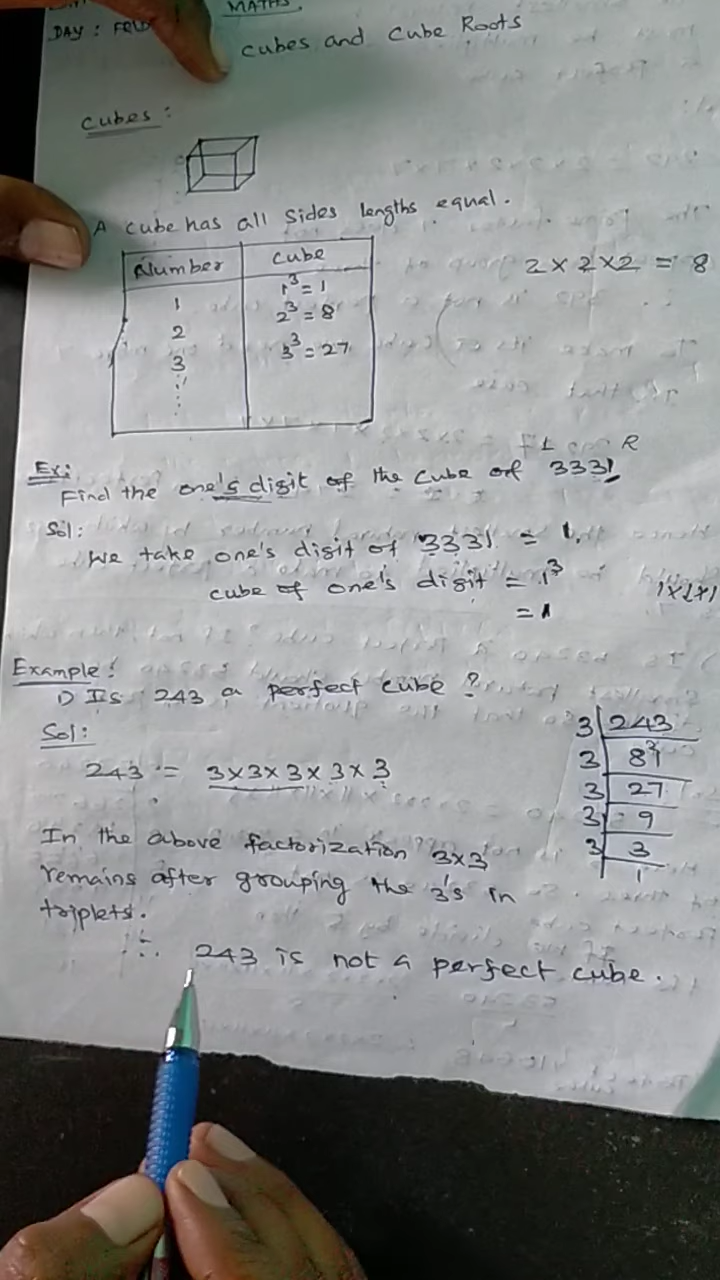 MATHS.
DAY :
Cubes and Cube Roots
Cubes :
A cube has all sides lengths equal.
Number Cube
1 1³ = 1
2 2³ = 8
3 3³ = 27
2 × 2 × 2 = 8
L R
Ex:
Find the one's digit of the cube of 3331
Sol:
We take one's digit of 3331 = 1.
cube of one's digit = 1³
= 1
1×1×1
Example:
1) Is 243 a perfect cube ?
Sol:
243 = 3×3×3×3×3
3 243
3 81
3 27
3 9
3 3
1
In the above factorization 3×3
remains after grouping the 3's in
triplets.
∴ 243 is not a perfect cube.